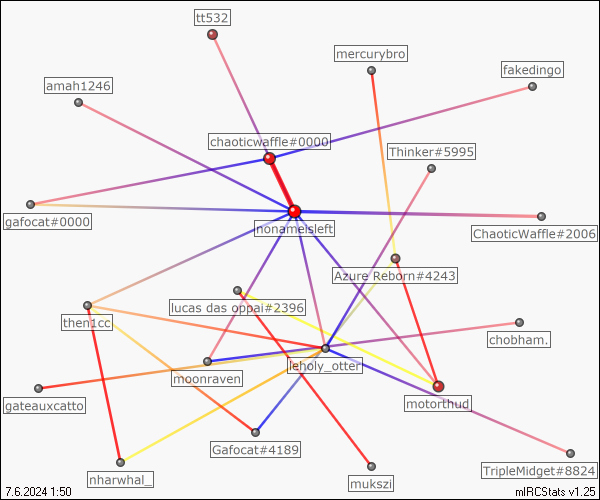 tt532
mercurybro
fakedingo
amah1246
chaoticwaffle#0000
Thinker#5995
gafocat#0000
nonameisleft
ChaoticWaffle#2006
Azure Reborn#4243
lucas das oppai#2396
then1cc
chobham.
leholy_otter
moonraven
gateauxcatto
motorthud
Gafocat#4189
nharwhal_
mukszi
TripleMidget#8824
7.6.2024 1:50
mIRCStats v1.25